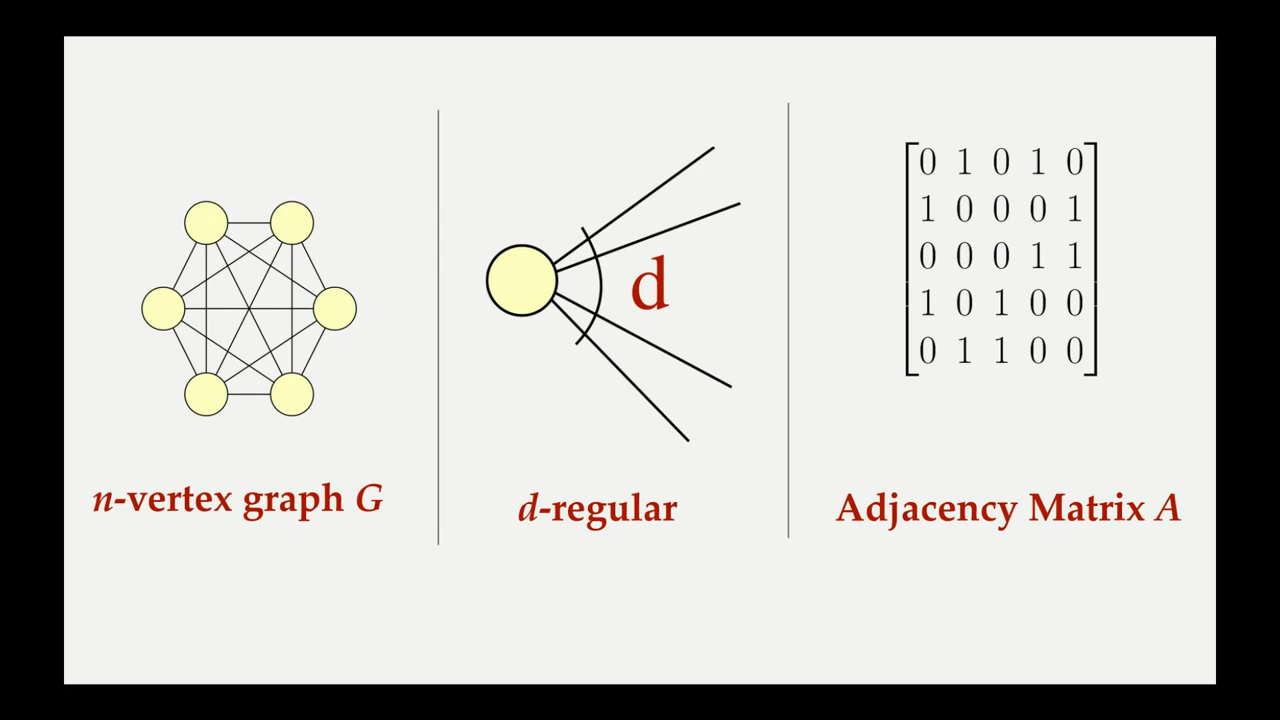 n-vertex graph G
d
d-regular
0 1 0 1 0
1 0 0 0 1
0 0 0 1 1
1 0 1 0 0
0 1 1 0 0
Adjacency Matrix A